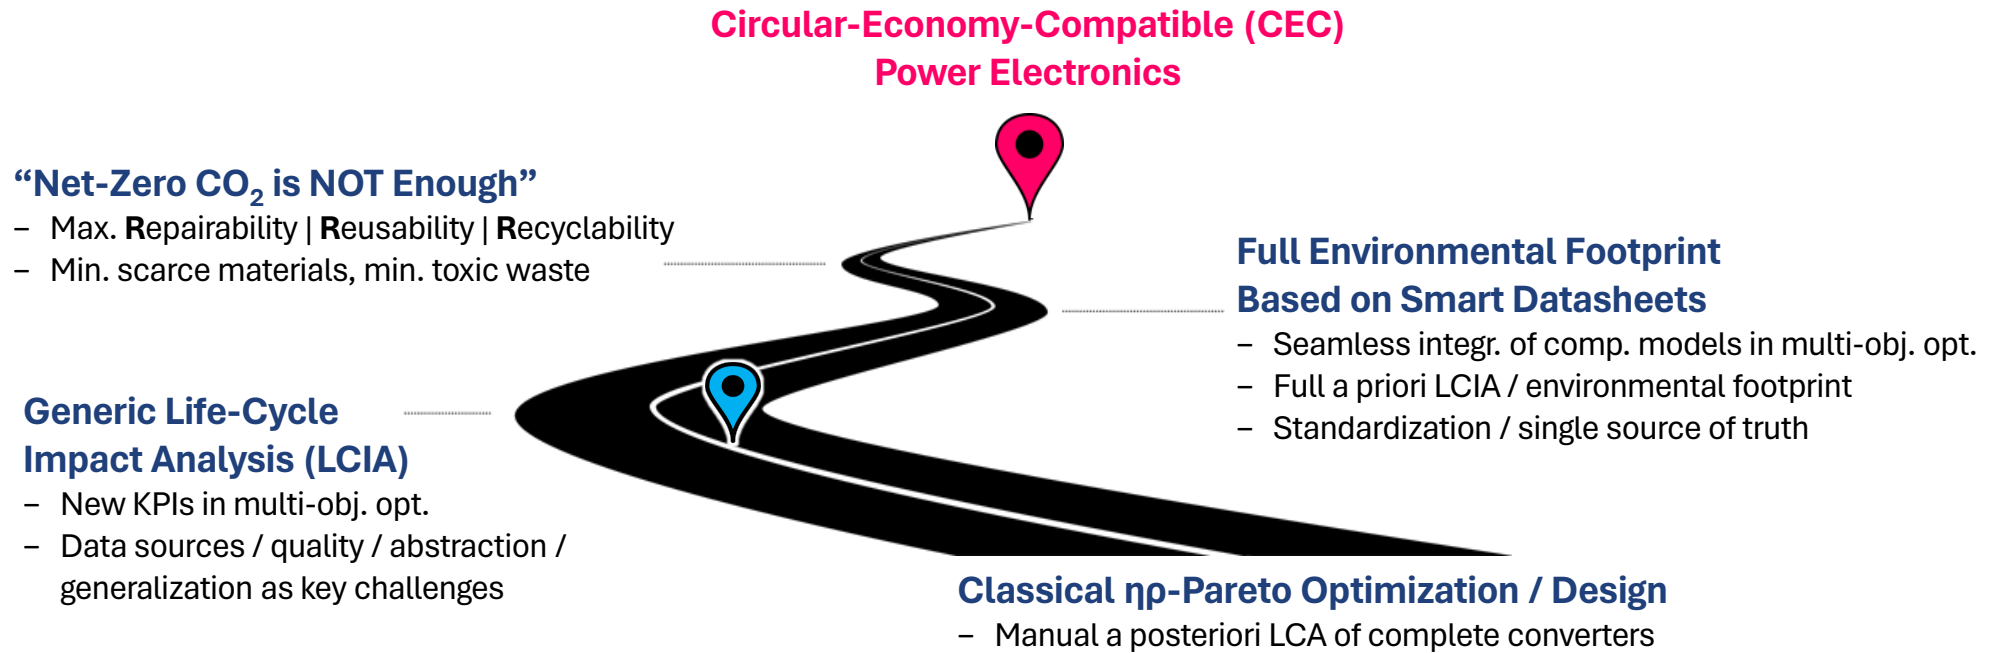 Circular-Economy-Compatible (CEC)
Power Electronics
“Net-Zero CO₂ is NOT Enough”
– Max. Repairability | Reusability | Recyclability
– Min. scarce materials, min. toxic waste
Full Environmental Footprint
Based on Smart Datasheets
– Seamless integr. of comp. models in multi-obj. opt.
– Full a priori LCIA / environmental footprint
– Standardization / single source of truth
Generic Life-Cycle
Impact Analysis (LCIA)
– New KPIs in multi-obj. opt.
– Data sources / quality / abstraction /
generalization as key challenges
Classical ηρ-Pareto Optimization / Design
– Manual a posteriori LCA of complete converters